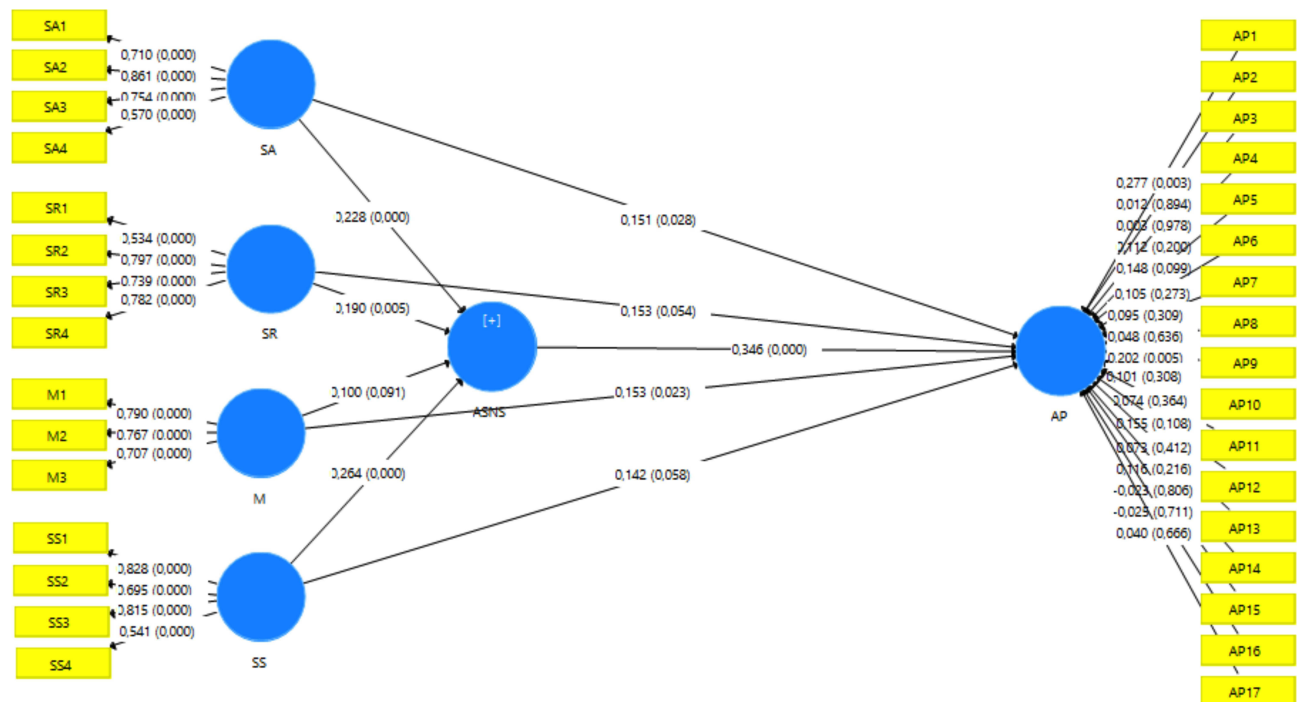 SA1
SA2
SA3
SA4
0,710 (0,000)
0,861 (0,000)
0,754 (0,000)
0,570 (0,000)
SA
SR1
SR2
SR3
SR4
0,534 (0,000)
0,797 (0,000)
0,739 (0,000)
0,782 (0,000)
SR
M1
M2
M3
0,790 (0,000)
0,767 (0,000)
0,707 (0,000)
M
SS1
SS2
SS3
SS4
0,828 (0,000)
0,695 (0,000)
0,815 (0,000)
0,541 (0,000)
SS
0,228 (0,000)
0,190 (0,005)
0,100 (0,091)
0,264 (0,000)
[+]
ASNS
0,151 (0,028)
0,153 (0,054)
0,346 (0,000)
0,153 (0,023)
0,142 (0,058)
AP
0,277 (0,003)
0,012 (0,894)
0,003 (0,978)
0,112 (0,200)
0,148 (0,099)
0,105 (0,273)
0,095 (0,309)
0,048 (0,636)
0,202 (0,005)
0,101 (0,308)
0,074 (0,364)
0,155 (0,108)
0,073 (0,412)
0,116 (0,216)
-0,023 (0,806)
-0,025 (0,711)
0,040 (0,666)
AP1
AP2
AP3
AP4
AP5
AP6
AP7
AP8
AP9
AP10
AP11
AP12
AP13
AP14
AP15
AP16
AP17